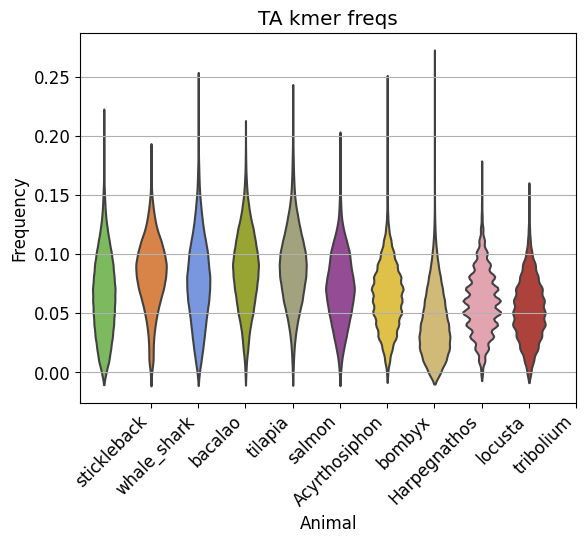 TA kmer freqs
Frequency
0.25
0.20
0.15
0.10
0.05
0.00
stickleback
whale_shark
bacalao
tilapia
salmon
Acyrthosiphon
bombyx
Harpegnathos
locusta
tribolium
Animal